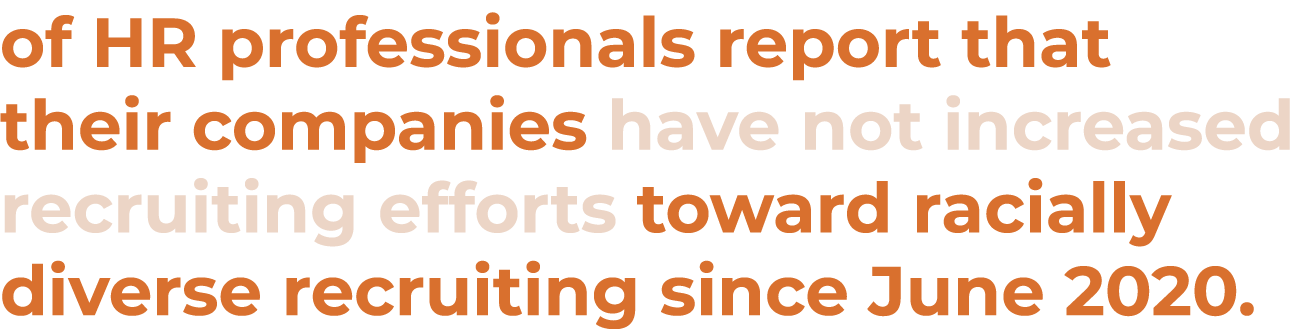 of HR professionals report that
their companies have not increased
recruiting efforts toward racially
diverse recruiting since June 2020.